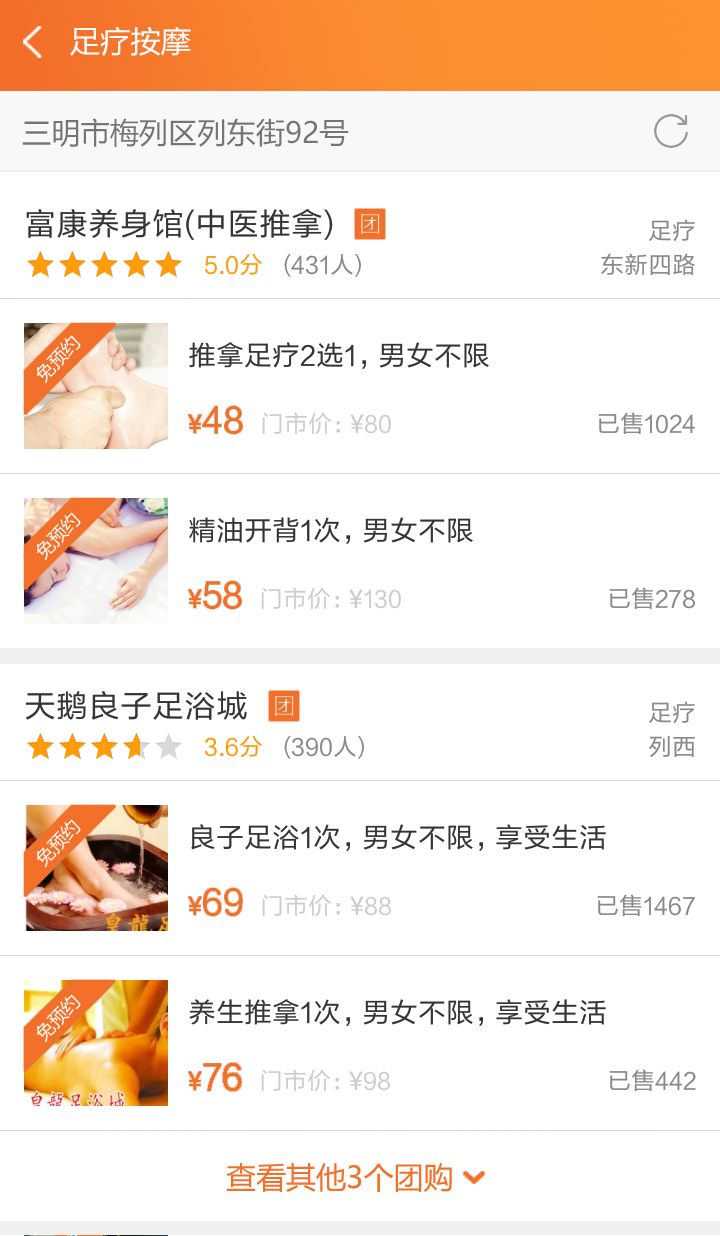 足疗按摩
三明市梅列区列东街92号
富康养身馆(中医推拿) 团
足疗
5.0分 (431人)
东新四路
免预约
推拿足疗2选1, 男女不限
¥48 门市价: ¥80
已售1024
免预约
精油开背1次, 男女不限
¥58 门市价: ¥130
已售278
天鹅良子足浴城 团
足疗
3.6分 (390人)
列西
免预约
良子足浴1次, 男女不限, 享受生活
¥69 门市价: ¥88
已售1467
皇龍足
免预约
养生推拿1次, 男女不限, 享受生活
¥76 门市价: ¥98
已售442
皇龍足浴城
查看其他3个团购